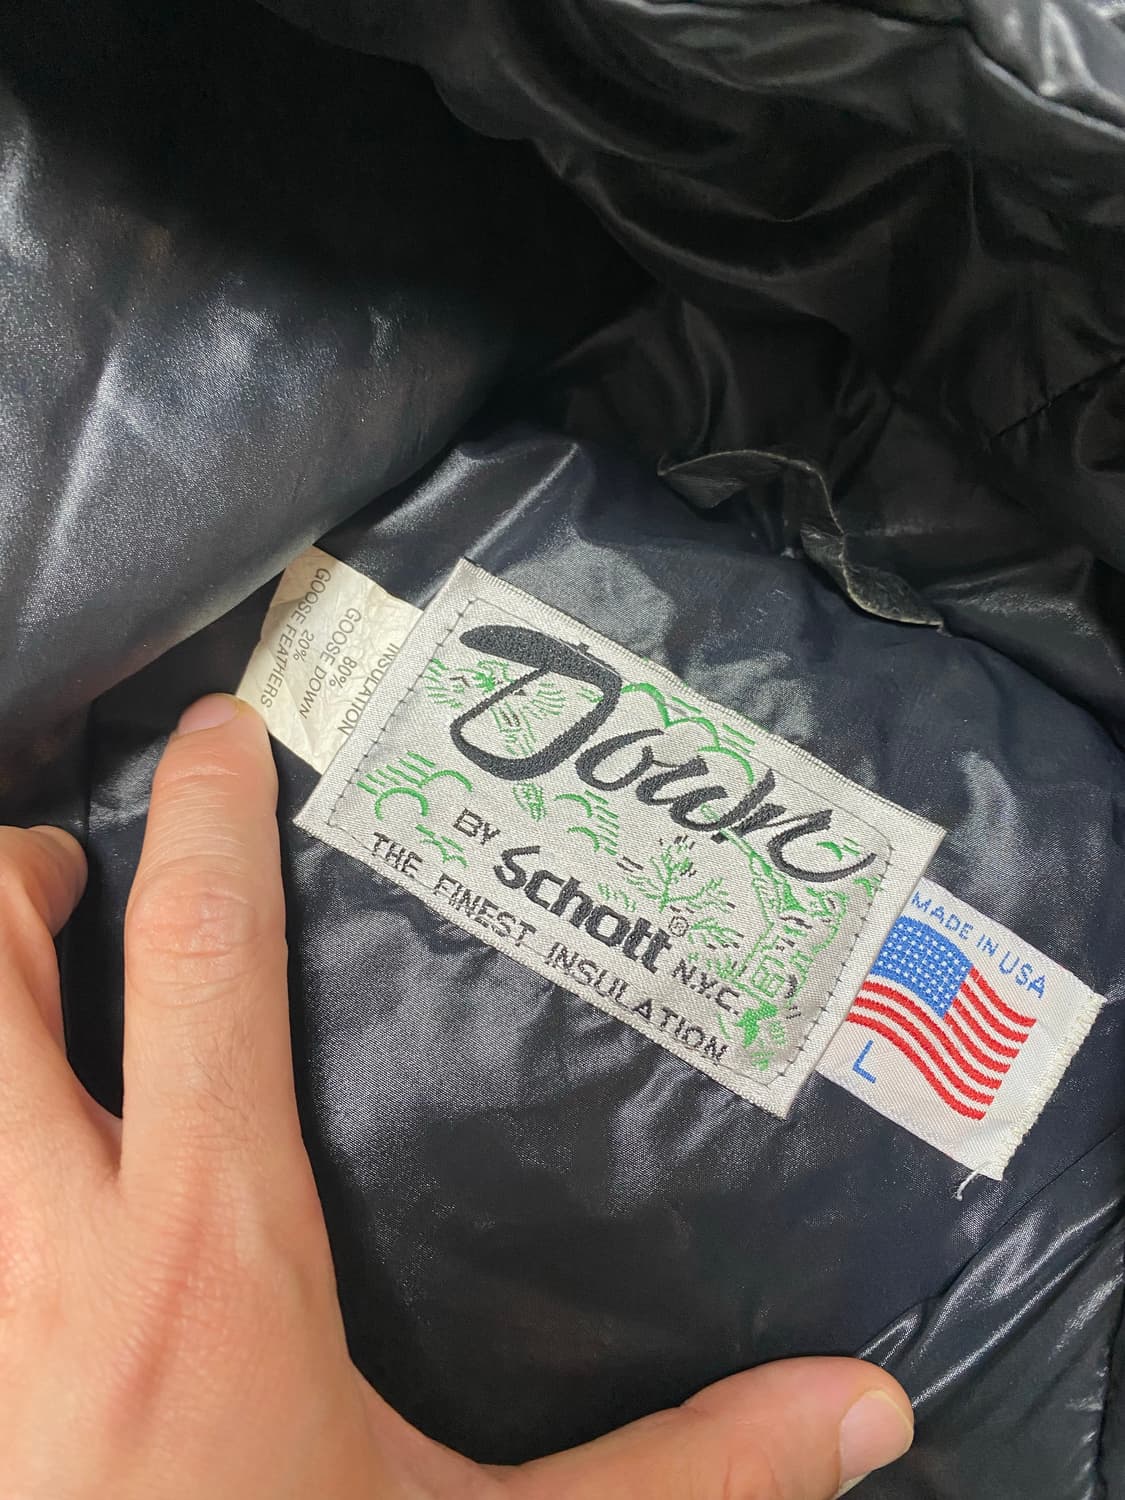 INSULATION
80%
GOOSE DOWN
20%
GOOSE FEATHERS
Down
BY Schott® N.Y.C.
THE FINEST INSULATION
MADE IN USA
L